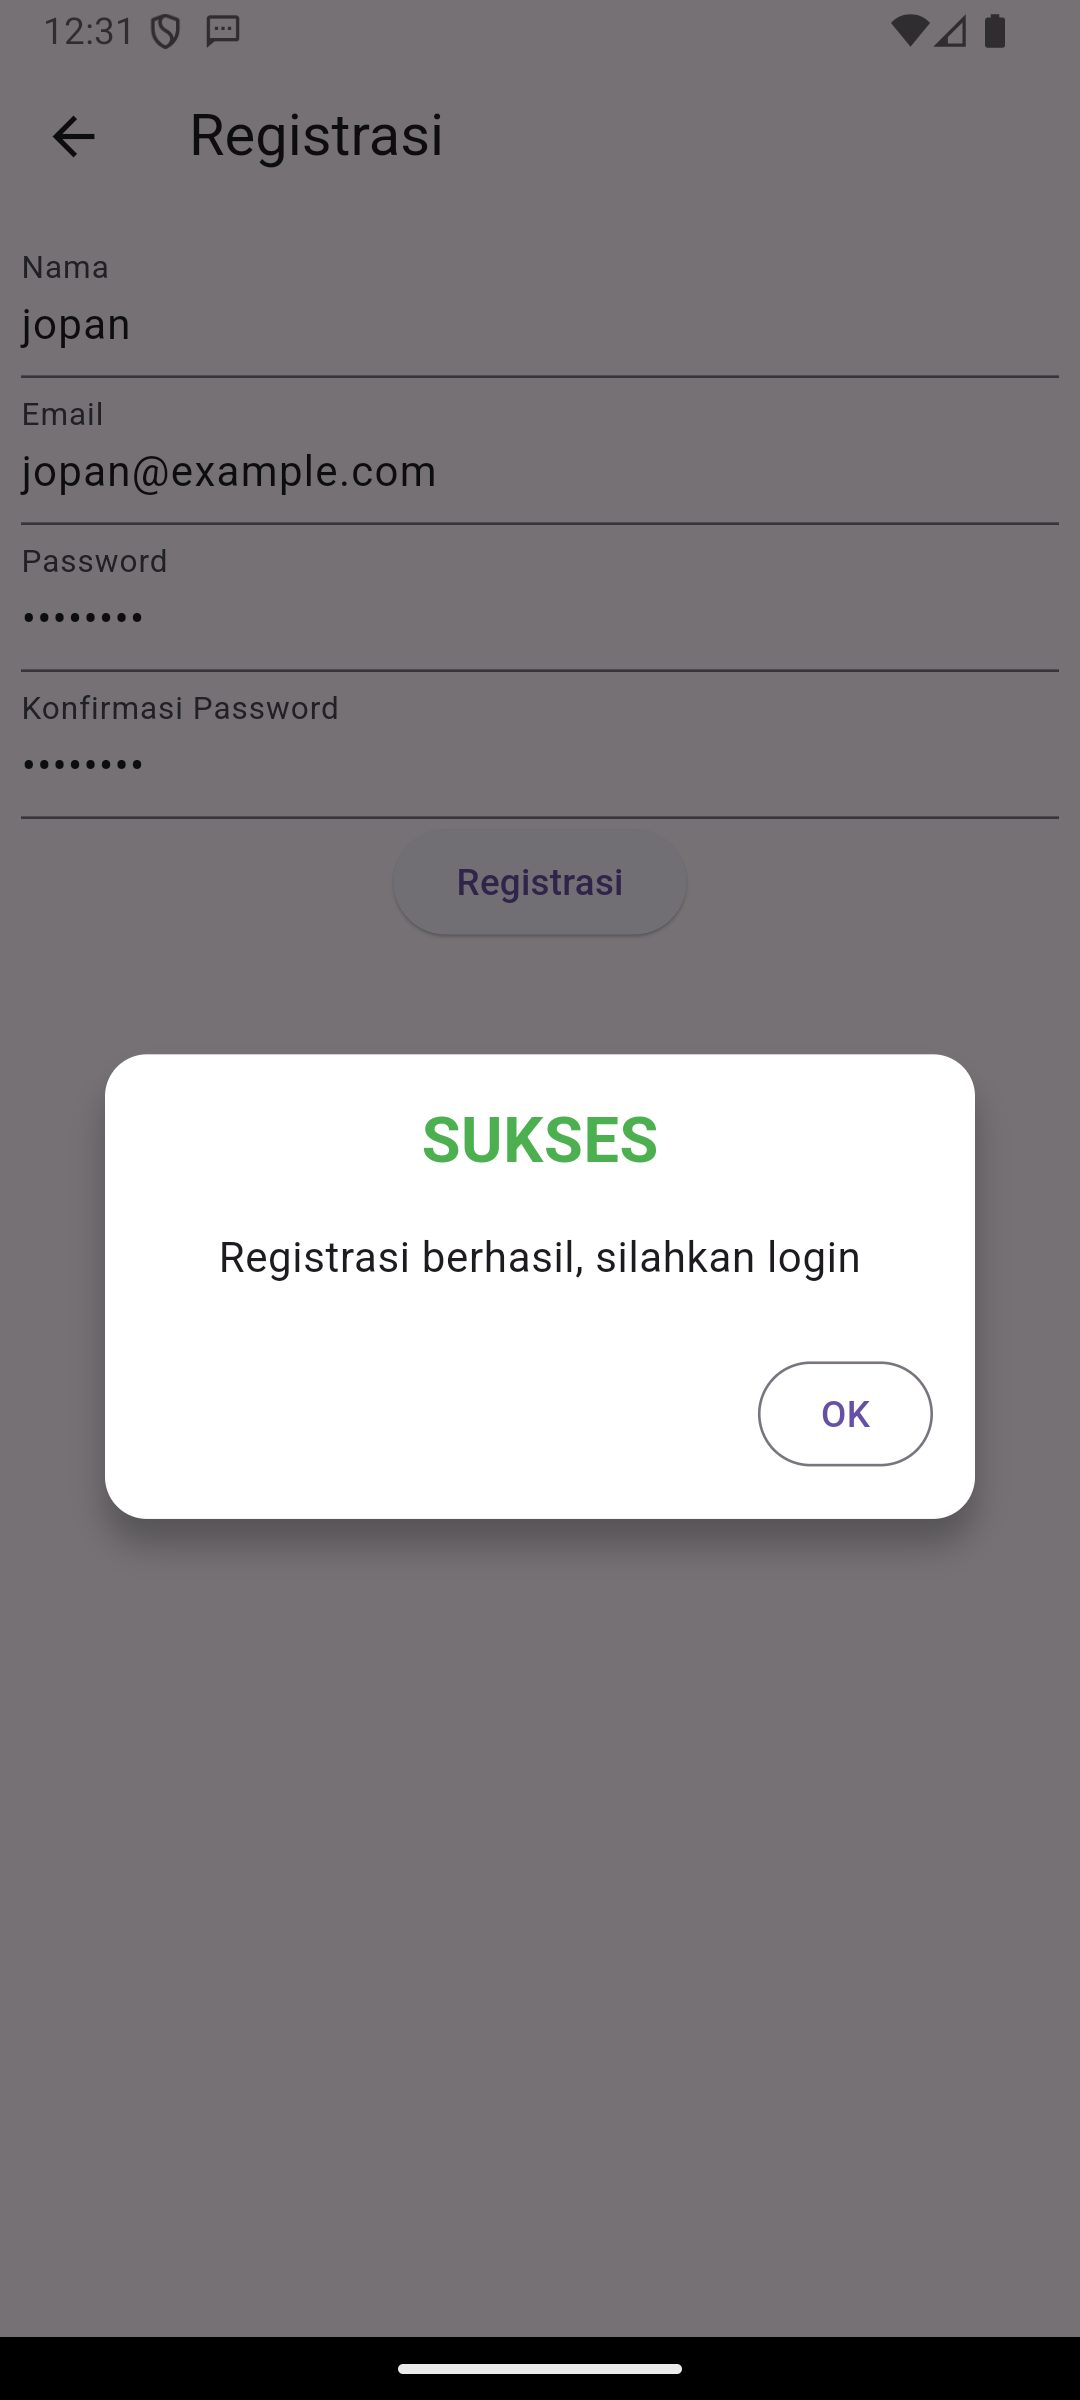 12:31
Registrasi
Nama
jopan
Email
jopan@example.com
Password
••••••••
Konfirmasi Password
••••••••
Registrasi
SUKSES
Registrasi berhasil, silahkan login
OK